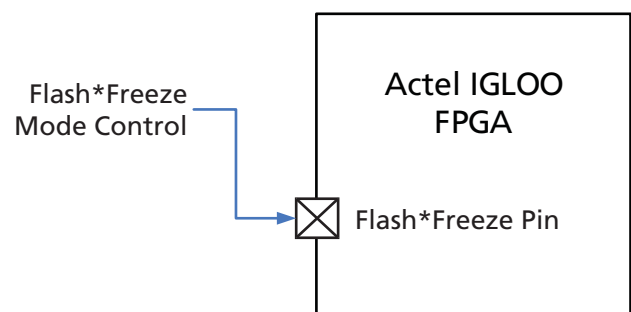 Flash*Freeze
Mode Control
Actel IGLOO
FPGA
Flash*Freeze Pin